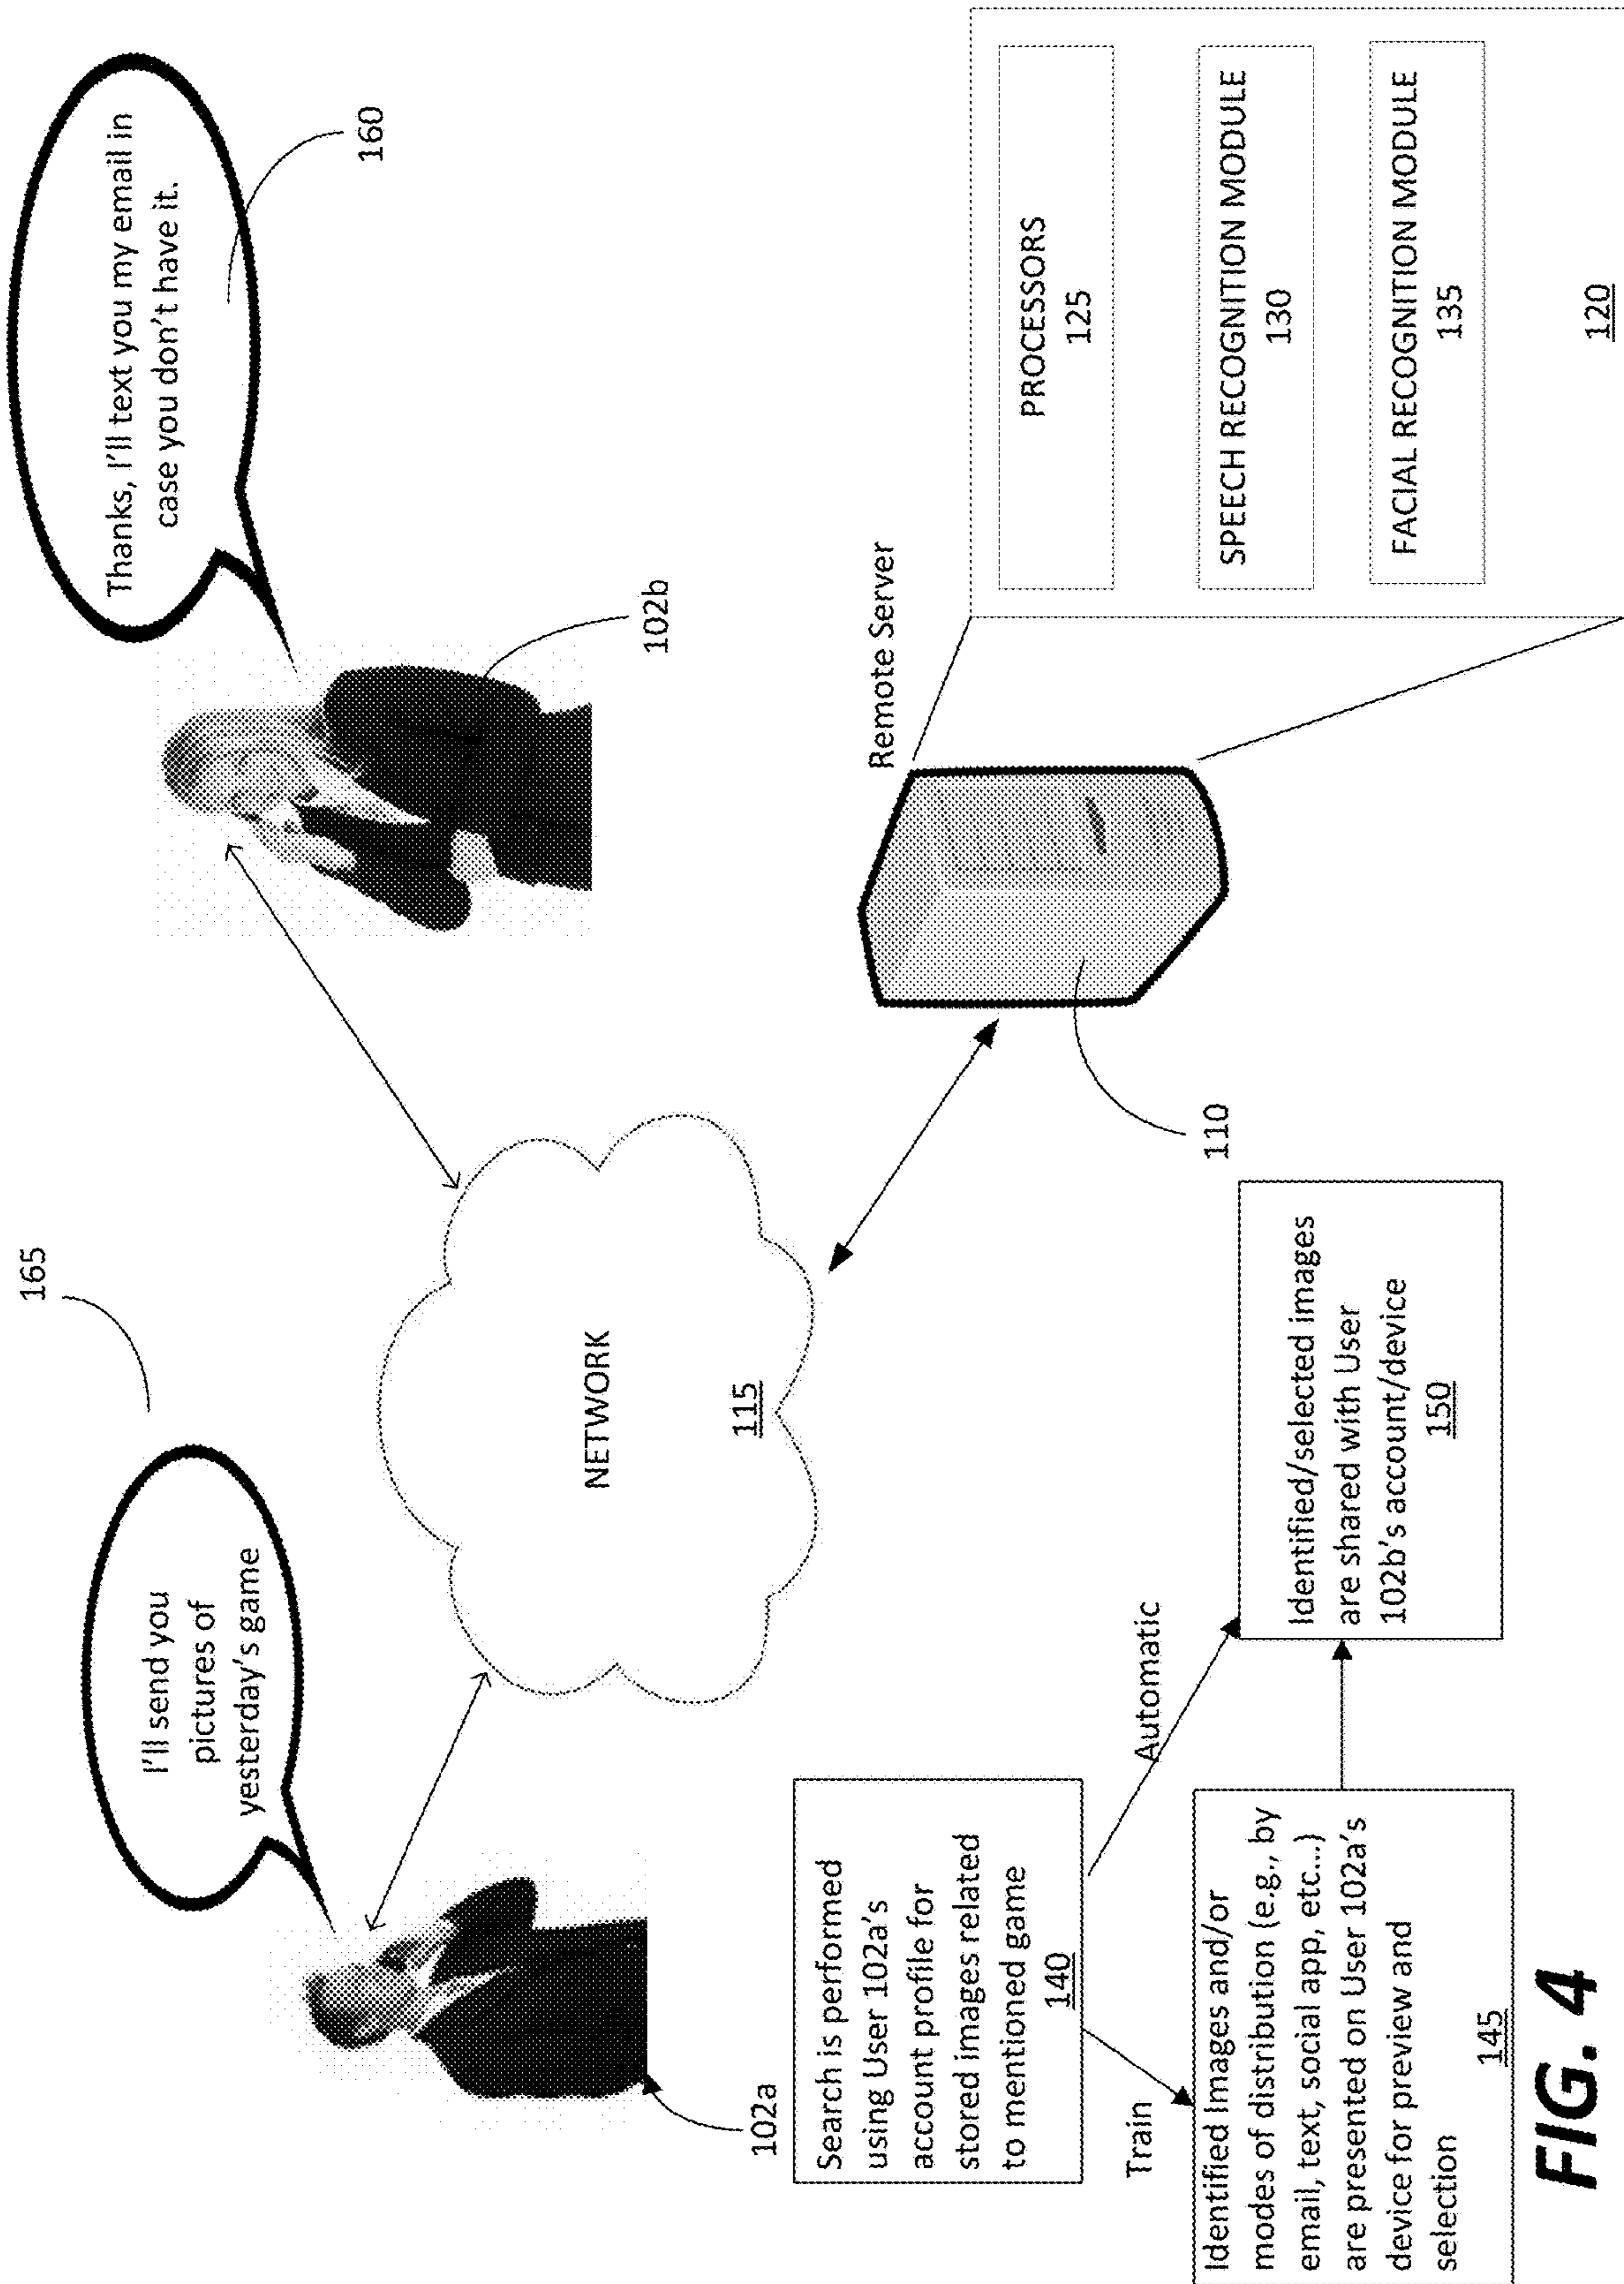 165
I'll send you
pictures of
yesterday's game
102a
Thanks, I'll text you my email in
case you don't have it.
160
102b
NETWORK
115
Remote Server
110
PROCESSORS
125
SPEECH RECOGNITION MODULE
130
FACIAL RECOGNITION MODULE
135
120
Search is performed
using User 102a's
account profile for
stored images related
to mentioned game
140
Automatic
Train
Identified Images and/or
modes of distribution (e.g., by
email, text, social app, etc...)
are presented on User 102a's
device for preview and
selection
145
Identified/selected images
are shared with User
102b's account/device
150
FIG. 4